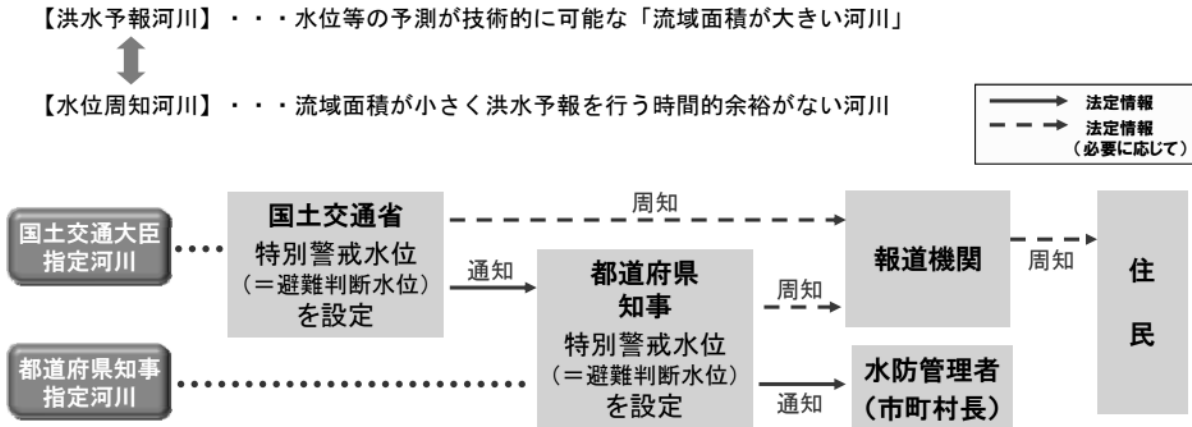 【洪水予報河川】・・・水位等の予測が技術的に可能な「流域面積が大きい河川」
【水位周知河川】・・・流域面積が小さく洪水予報を行う時間的余裕がない河川
法定情報
法定情報
（必要に応じて）
国土交通大臣
指定河川
国土交通省
特別警戒水位
（＝避難判断水位）
を設定
周知
通知
都道府県
知事
特別警戒水位
（＝避難判断水位）
を設定
周知
通知
報道機関
周知
住
民
都道府県知事
指定河川
水防管理者
（市町村長）